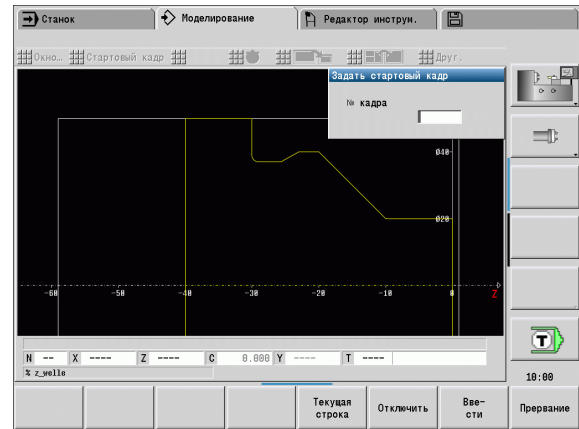 Станок
Моделирование
Редактор инструм.
Окно...
Стартовый кадр
Друг.
Задать стартовый кадр
№ кадра
Ø40-
Ø20
-60 -50 -40 -30 -20 -10 0 Z
N -- X ---- Z ---- C 0.000 Y ---- T ----
% z_welle
T
10:00
Текущая строка
Отключить
Вве-
сти
Прервание